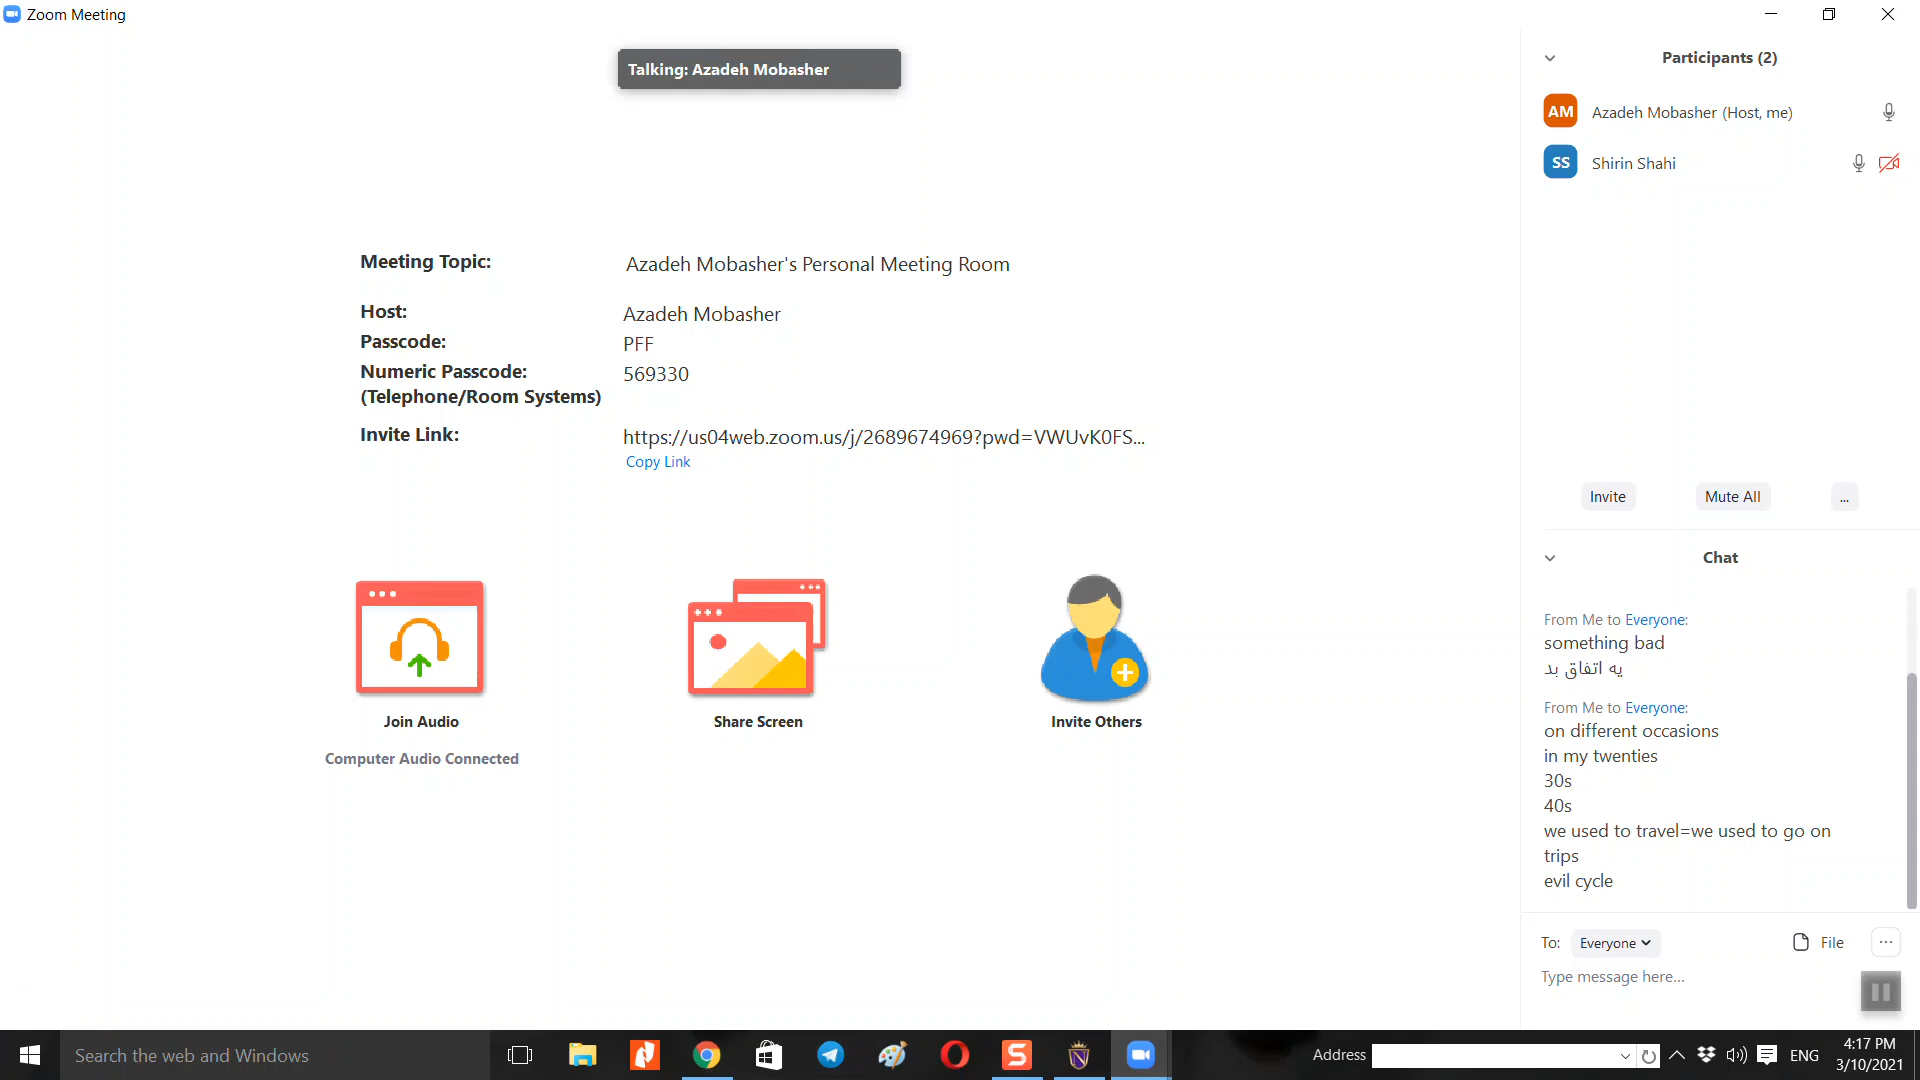 Zoom Meeting
Talking: Azadeh Mobasher
Meeting Topic: Azadeh Mobasher's Personal Meeting Room
Host: Azadeh Mobasher
Passcode: PFF
Numeric Passcode: 569330
(Telephone/Room Systems)
Invite Link: https://us04web.zoom.us/j/2689674969?pwd=VWUvK0FS...
Copy Link
Join Audio
Computer Audio Connected
Share Screen
Invite Others
Participants (2)
AM Azadeh Mobasher (Host, me)
SS Shirin Shahi
Invite Mute All ...
Chat
From Me to Everyone:
something bad
یه اتفاق بد
From Me to Everyone:
on different occasions
in my twenties
30s
40s
we used to travel=we used to go on
trips
evil cycle
To: Everyone File ...
Type message here...
Search the web and Windows
Address
ENG
4:17 PM
3/10/2021